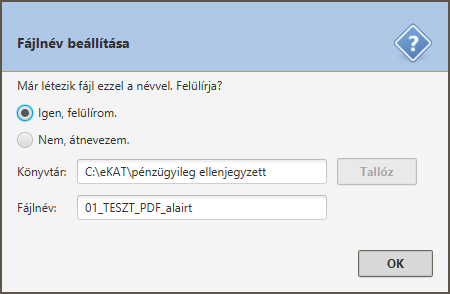 Fájlnév beállítása
Már létezik fájl ezzel a névvel. Felülírja?
Igen, felülírom.
Nem, átnevezem.
Könyvtár: C:\eKAT\pénzügyileg ellenjegyzett Tallóz
Fájlnév: 01_TESZT_PDF_alairt
OK